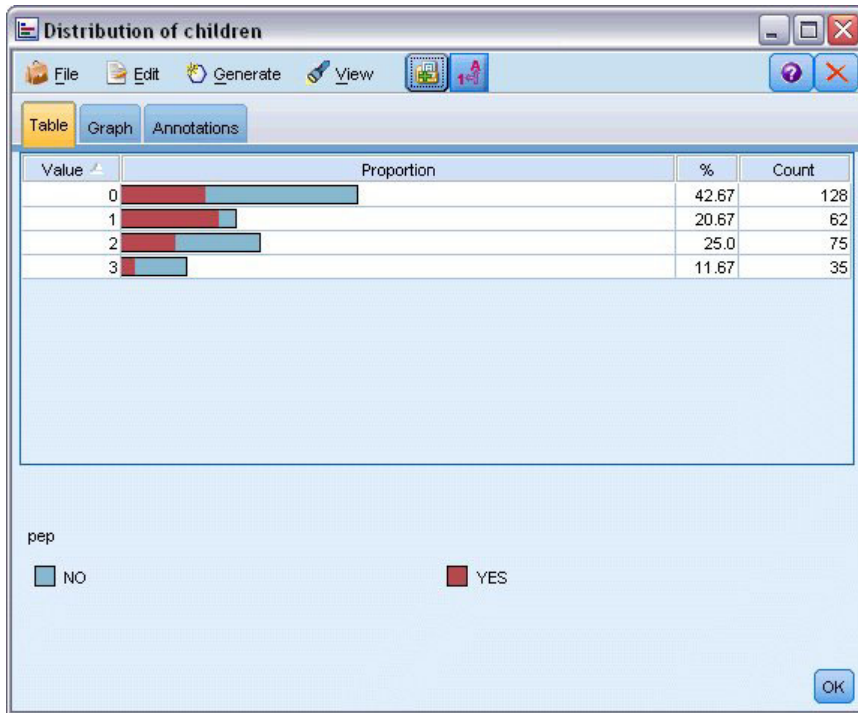 Distribution of children
File Edit Generate View
Table Graph Annotations
Value Proportion % Count
0 42.67 128
1 20.67 62
2 25.0 75
3 11.67 35
pep
NO YES
OK